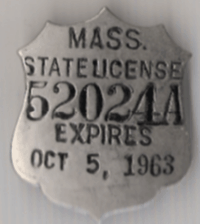 MASS.
STATE LICENSE
52024A
EXPIRES
OCT 5, 1963